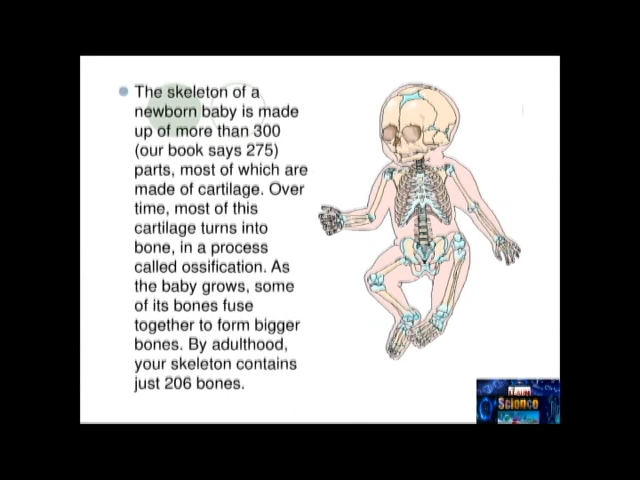 The skeleton of a
newborn baby is made
up of more than 300
(our book says 275)
parts, most of which are
made of cartilage. Over
time, most of this
cartilage turns into
bone, in a process
called ossification. As
the baby grows, some
of its bones fuse
together to form bigger
bones. By adulthood,
your skeleton contains
just 206 bones.
Science